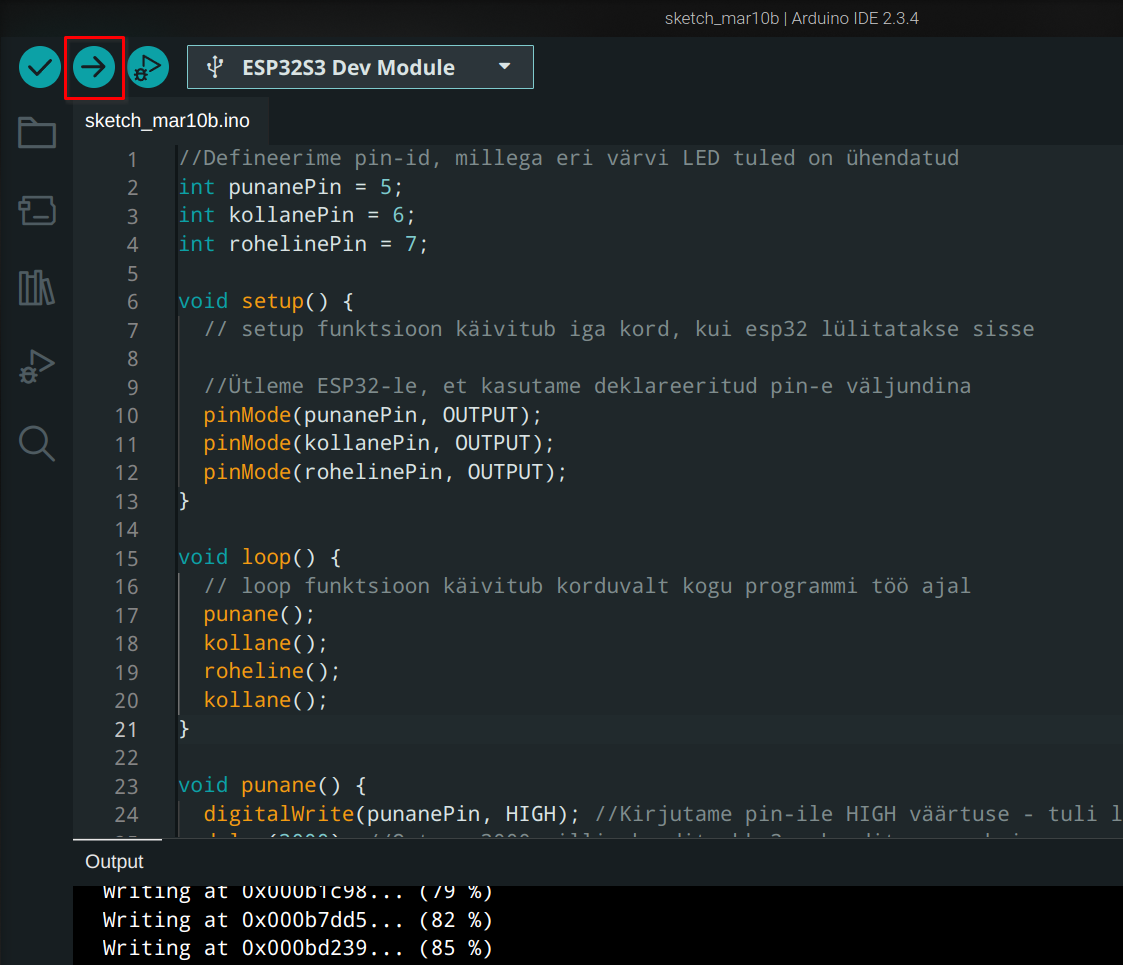 sketch_mar10b | Arduino IDE 2.3.4
ESP32S3 Dev Module
sketch_mar10b.ino
1 //Defineerime pin-id, millega eri värvi LED tuled on ühendatud
2 int punanePin = 5;
3 int kollanePin = 6;
4 int rohelinePin = 7;
5
6 void setup() {
7 // setup funktsioon käivitub iga kord, kui esp32 lülitatakse sisse
8
9 //Ütleme ESP32-le, et kasutame deklareeritud pin-e väljundina
10 pinMode(punanePin, OUTPUT);
11 pinMode(kollanePin, OUTPUT);
12 pinMode(rohelinePin, OUTPUT);
13 }
14
15 void loop() {
16 // loop funktsioon käivitub korduvalt kogu programmi töö ajal
17 punane();
18 kollane();
19 roheline();
20 kollane();
21 }
22
23 void punane() {
24 digitalWrite(punanePin, HIGH); //Kirjutame pin-ile HIGH väärtuse - tuli l
Output
Writing at 0x000b1c98... (79 %)
Writing at 0x000b7dd5... (82 %)
Writing at 0x000bd239... (85 %)